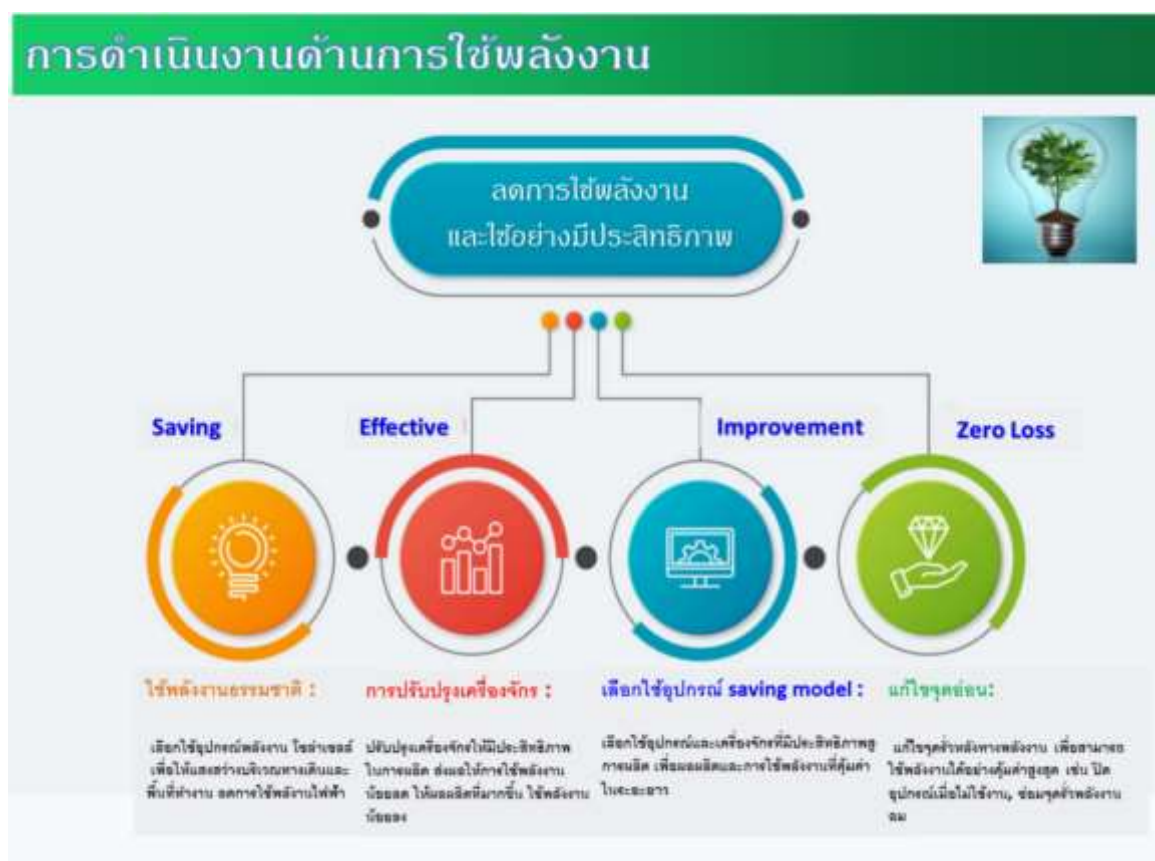 การดำเนินงานด้านการใช้พลังงาน
ลดการใช้พลังงาน
และใช้อย่างมีประสิทธิภาพ
Saving
Effective
Improvement
Zero Loss
ใช้พลังงานธรรมชาติ :
เลือกใช้อุปกรณ์พลังงาน โซล่าเซลล์
เพื่อให้แสงสว่างบริเวณทางเดินและ
พื้นที่ทำงาน ลดการใช้พลังงานไฟฟ้า
การปรับปรุงเครื่องจักร :
ปรับปรุงเครื่องจักรให้มีประสิทธิภาพ
ในการผลิต ส่งผลให้การใช้พลังงาน
น้อยลด ให้ผลผลิตที่มากขึ้น ใช้พลังงาน
น้อยลง
เลือกใช้อุปกรณ์ saving model :
เลือกใช้อุปกรณ์และเครื่องจักรที่มีประสิทธิภาพสู
การผลิต เพื่อผลผลิตและการใช้พลังงานที่คุ้มค่า
ในระยะยาว
แก้ไขจุดอ่อน:
แก้ไขจุดรั่วหลังทางพลังงาน เพื่อสามารถ
ใช้พลังงานได้อย่างคุ้มค่าสูงสุด เช่น ปิด
อุปกรณ์เมื่อไม่ใช้งาน, ซ่อมจุดรั่วพลังงาน
ลม